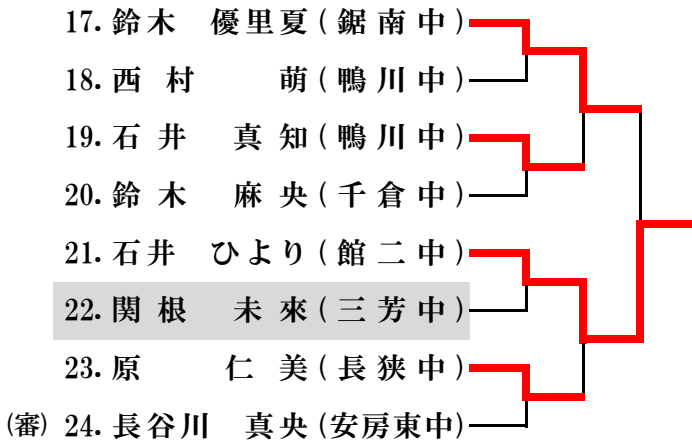 17. 鈴木 優里夏 (鋸南中)
18. 西村 萌 (鴨川中)
19. 石井 真知 (鴨川中)
20. 鈴木 麻央 (千倉中)
21. 石井 ひより (館二中)
22. 関根 未來 (三芳中)
23. 原 仁美 (長狭中)
(審) 24. 長谷川 真央 (安房東中)